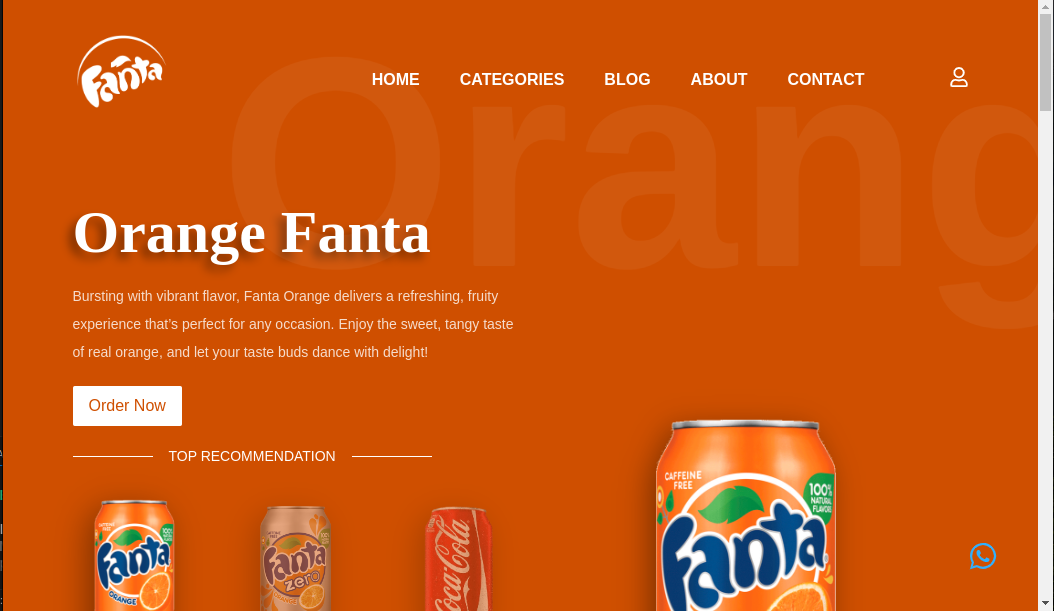 Fanta
HOME CATEGORIES BLOG ABOUT CONTACT
Orang
Orange Fanta
Bursting with vibrant flavor, Fanta Orange delivers a refreshing, fruity
experience that’s perfect for any occasion. Enjoy the sweet, tangy taste
of real orange, and let your taste buds dance with delight!
Order Now
TOP RECOMMENDATION
CAFFEINE
FREE
100%
NATURAL
FLAVORS
Fanta
Fanta
ORANGE
Fanta
zero
Coca-Cola